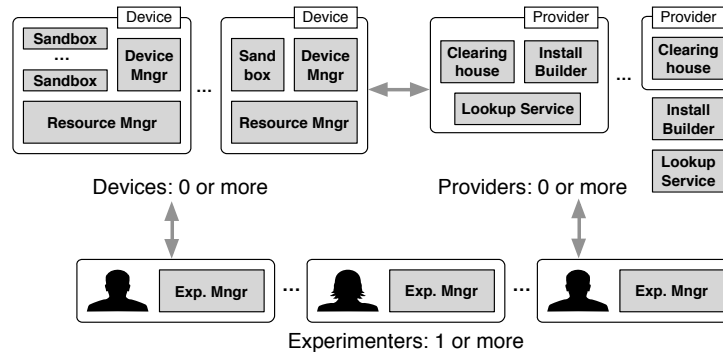 Device
Sandbox
...
Sandbox
Device
Mngr
Resource Mngr
...
Device
Sand
box
Device
Mngr
Resource Mngr
Provider
Clearing
house
Install
Builder
Lookup Service
...
Provider
Clearing
house
Install
Builder
Lookup
Service
Devices: 0 or more
Providers: 0 or more
Exp. Mngr
...
Exp. Mngr
...
Exp. Mngr
Experimenters: 1 or more